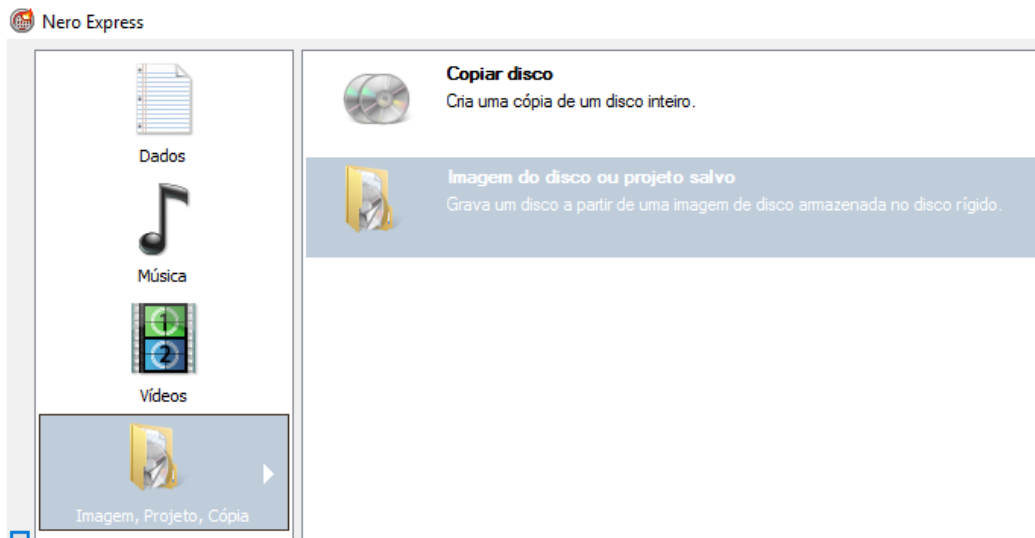 Nero Express
Dados
Música
Vídeos
Imagem, Projeto, Cópia
Copiar disco
Cria uma cópia de um disco inteiro.
Imagem do disco ou projeto salvo
Grava um disco a partir de uma imagem de disco armazenada no disco rígido.